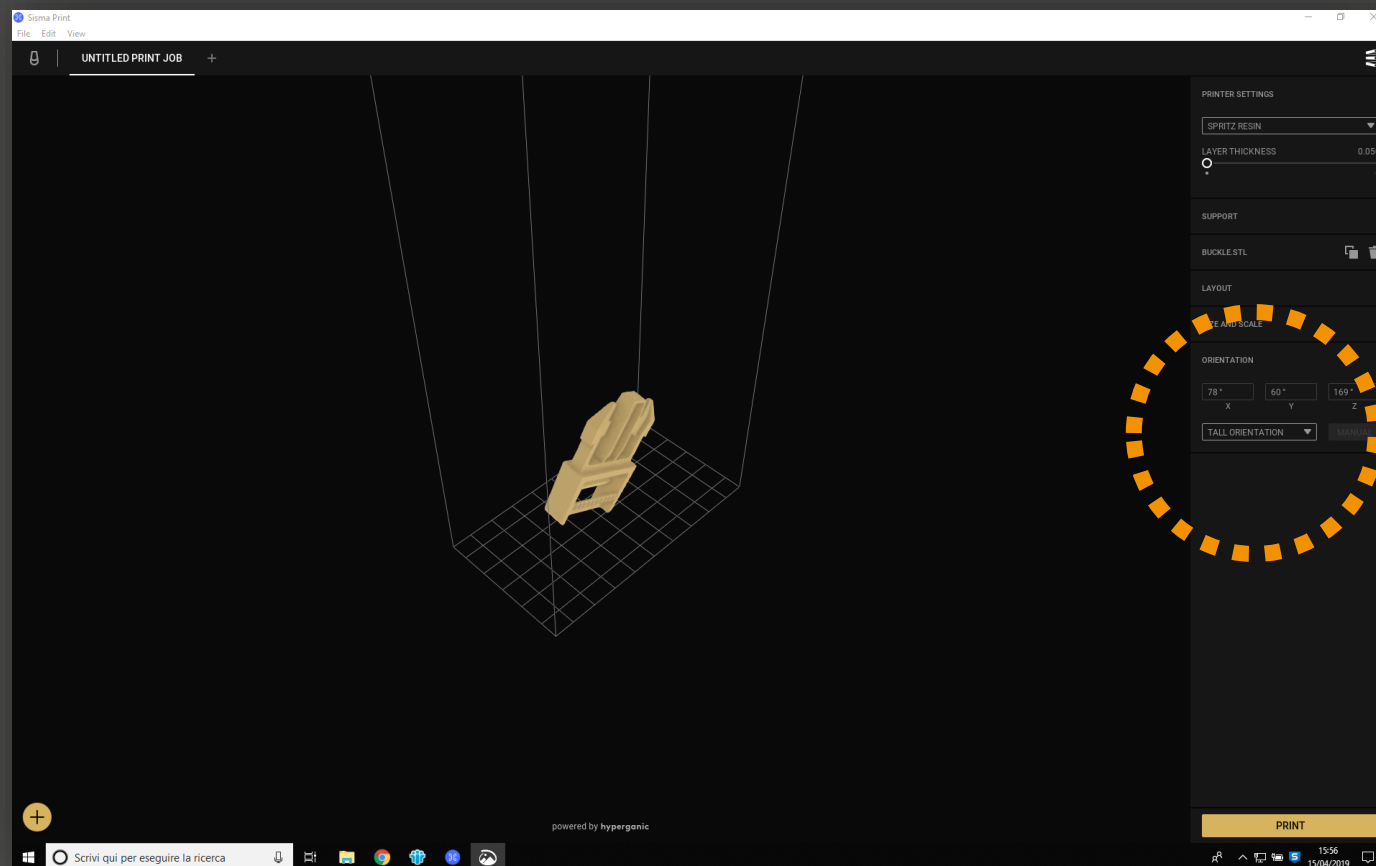 Sisma Print
File Edit View
UNTITLED PRINT JOB +
PRINTER SETTINGS
SPRITZ RESIN
LAYER THICKNESS 0.05
SUPPORT
BUCKLE.STL
LAYOUT
ZE AND SCALE
ORIENTATION
78° 60° 169°
X Y Z
TALL ORIENTATION MANUAL
powered by hyperganic
PRINT
Scrivi qui per eseguire la ricerca
15:56
15/04/2019